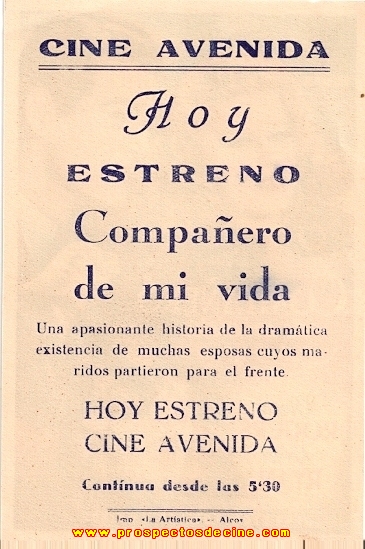 CINE AVENIDA
Hoy
ESTRENO
Compañero
de mi vida
Una apasionante historia de la dramática
existencia de muchas esposas cuyos ma-
ridos partieron para el frente.
HOY ESTRENO
CINE AVENIDA
Contínua desde las 5'30
Imp. «La Artística». -- Alcoy
www.prospectosdecine.com